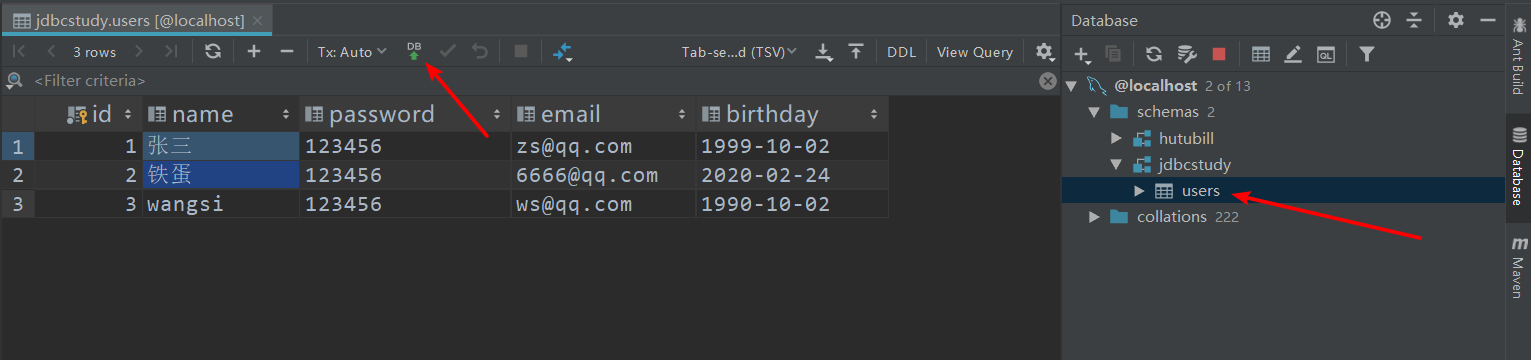 jdbcstudy.users [@localhost]
3 rows
Tx: Auto
DB
Tab-se...d (TSV)
DDL
View Query
<Filter criteria>
id
name
password
email
birthday
1
1
张三
123456
zs@qq.com
1999-10-02
2
2
铁蛋
123456
6666@qq.com
2020-02-24
3
3
wangsi
123456
ws@qq.com
1990-10-02
Database
QL
@localhost 2 of 13
schemas 2
hutubill
jdbcstudy
users
collations 222
Ant Build
Database
m
Maven